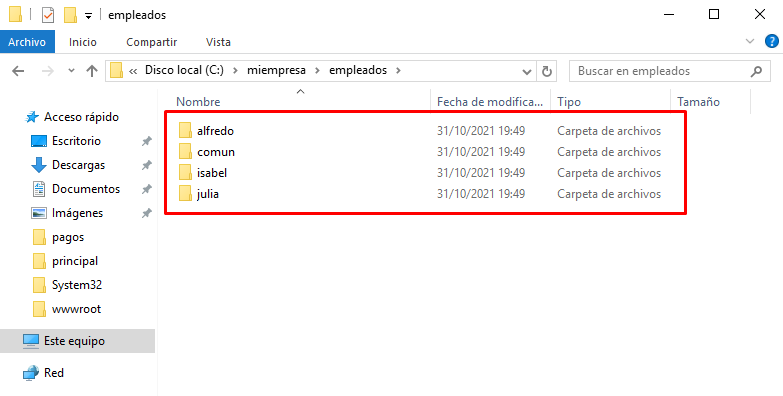 empleados
Archivo Inicio Compartir Vista
« Disco local (C:) › miempresa › empleados › Buscar en empleados
Nombre Fecha de modifica... Tipo Tamaño
Acceso rápido
Escritorio
Descargas
Documentos
Imágenes
pagos
principal
System32
wwwroot
Este equipo
Red
alfredo 31/10/2021 19:49 Carpeta de archivos
comun 31/10/2021 19:49 Carpeta de archivos
isabel 31/10/2021 19:49 Carpeta de archivos
julia 31/10/2021 19:49 Carpeta de archivos